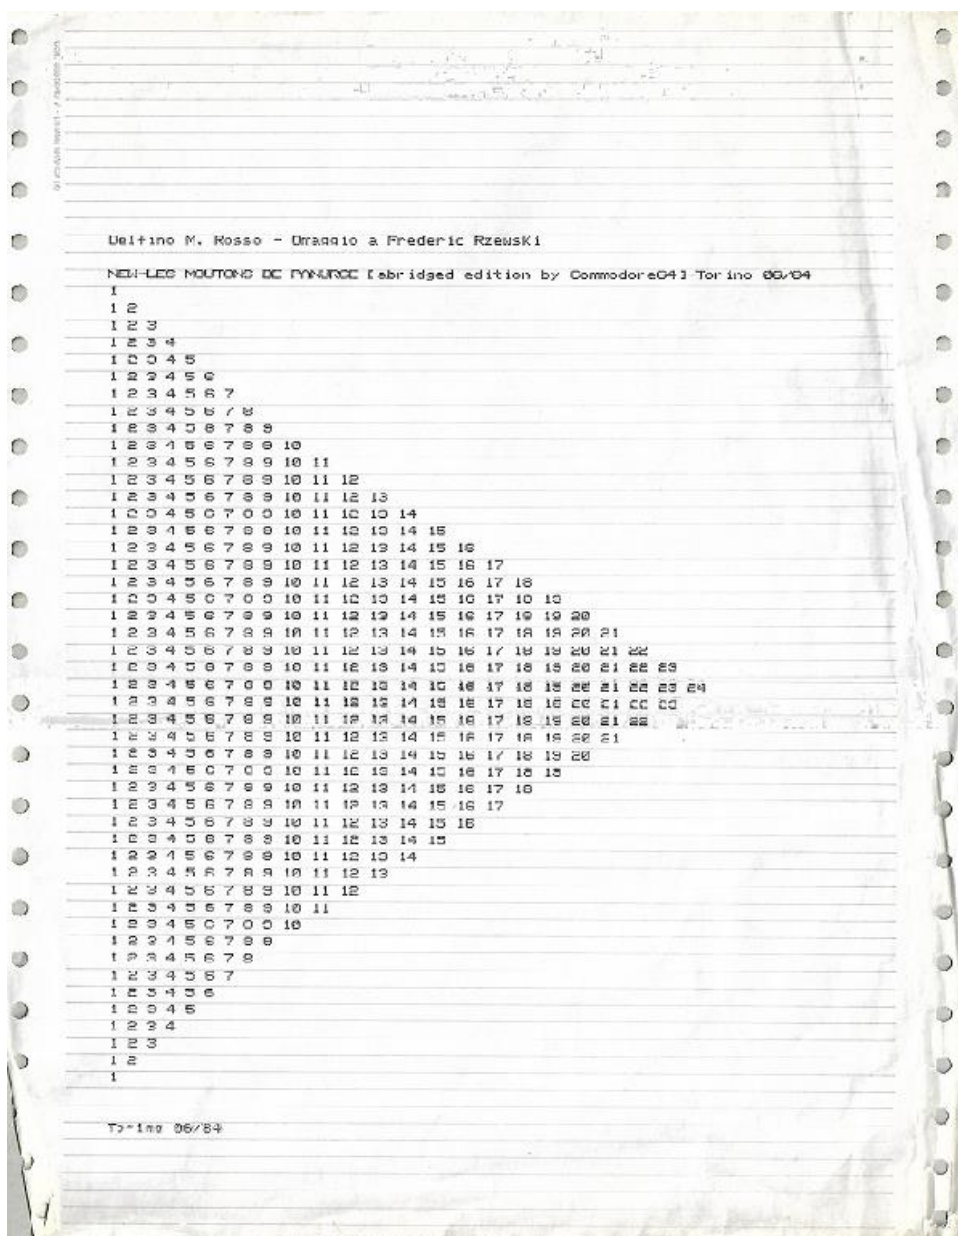 Delfino M. Rosso - Omaggio a Frederic Rzewski
NEW-LES MOUTONS DE PANURGE [abridged edition by Commodore64] Torino 06/84
1
1 2
1 2 3
1 2 3 4
1 2 3 4 5
1 2 3 4 5 6
1 2 3 4 5 6 7
1 2 3 4 5 6 7 8
1 2 3 4 5 6 7 8 9
1 2 3 4 5 6 7 8 9 10
1 2 3 4 5 6 7 8 9 10 11
1 2 3 4 5 6 7 8 9 10 11 12
1 2 3 4 5 6 7 8 9 10 11 12 13
1 2 3 4 5 6 7 8 9 10 11 12 13 14
1 2 3 4 5 6 7 8 9 10 11 12 13 14 15
1 2 3 4 5 6 7 8 9 10 11 12 13 14 15 16
1 2 3 4 5 6 7 8 9 10 11 12 13 14 15 16 17
1 2 3 4 5 6 7 8 9 10 11 12 13 14 15 16 17 18
1 2 3 4 5 6 7 8 9 10 11 12 13 14 15 16 17 18 19
1 2 3 4 5 6 7 8 9 10 11 12 13 14 15 16 17 18 19 20
1 2 3 4 5 6 7 8 9 10 11 12 13 14 15 16 17 18 19 20 21
1 2 3 4 5 6 7 8 9 10 11 12 13 14 15 16 17 18 19 20 21 22
1 2 3 4 5 6 7 8 9 10 11 12 13 14 15 16 17 18 19 20 21 22 23
1 2 3 4 5 6 7 8 9 10 11 12 13 14 15 16 17 18 19 20 21 22 23 24
1 2 3 4 5 6 7 8 9 10 11 12 13 14 15 16 17 18 19 20 21 22 23
1 2 3 4 5 6 7 8 9 10 11 12 13 14 15 16 17 18 19 20 21 22
1 2 3 4 5 6 7 8 9 10 11 12 13 14 15 16 17 18 19 20 21
1 2 3 4 5 6 7 8 9 10 11 12 13 14 15 16 17 18 19 20
1 2 3 4 5 6 7 8 9 10 11 12 13 14 15 16 17 18 19
1 2 3 4 5 6 7 8 9 10 11 12 13 14 15 16 17 18
1 2 3 4 5 6 7 8 9 10 11 12 13 14 15 16 17
1 2 3 4 5 6 7 8 9 10 11 12 13 14 15 16
1 2 3 4 5 6 7 8 9 10 11 12 13 14 15
1 2 3 4 5 6 7 8 9 10 11 12 13 14
1 2 3 4 5 6 7 8 9 10 11 12 13
1 2 3 4 5 6 7 8 9 10 11 12
1 2 3 4 5 6 7 8 9 10 11
1 2 3 4 5 6 7 8 9 10
1 2 3 4 5 6 7 8 9
1 2 3 4 5 6 7 8
1 2 3 4 5 6 7
1 2 3 4 5 6
1 2 3 4 5
1 2 3 4
1 2 3
1 2
1
Torino 06/84